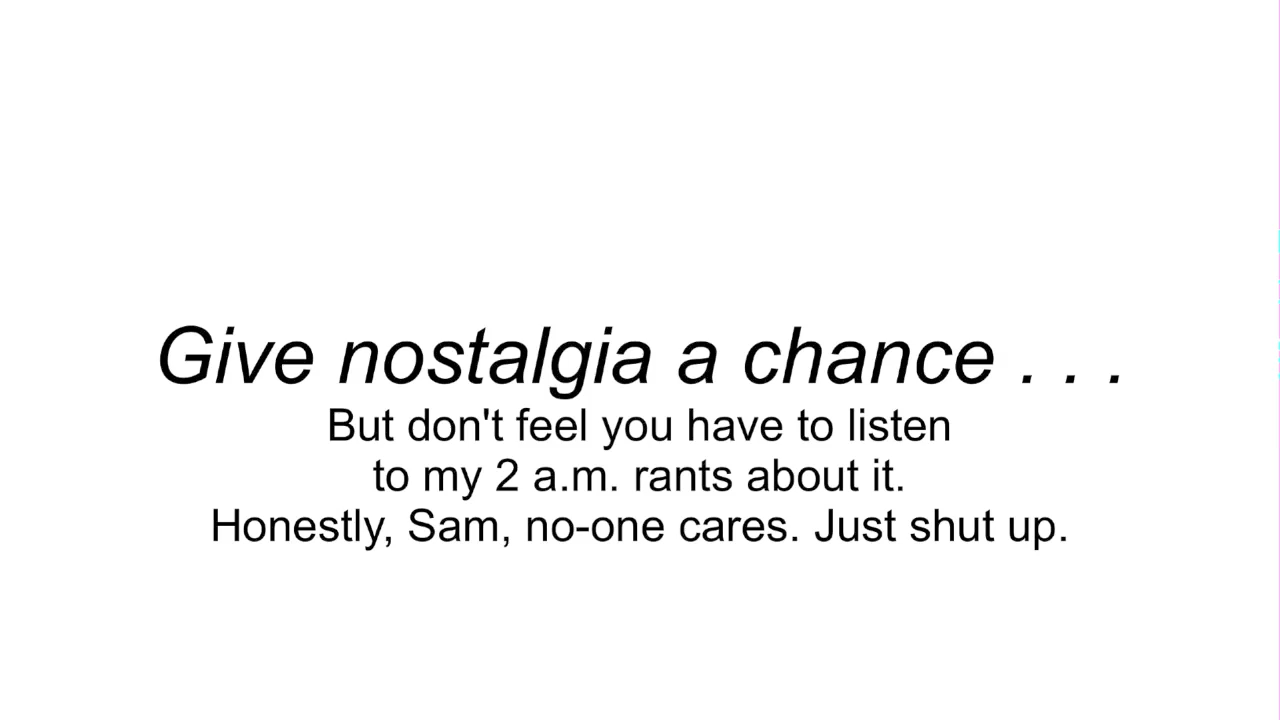 Give nostalgia a chance . . .
But don't feel you have to listen
to my 2 a.m. rants about it.
Honestly, Sam, no-one cares. Just shut up.